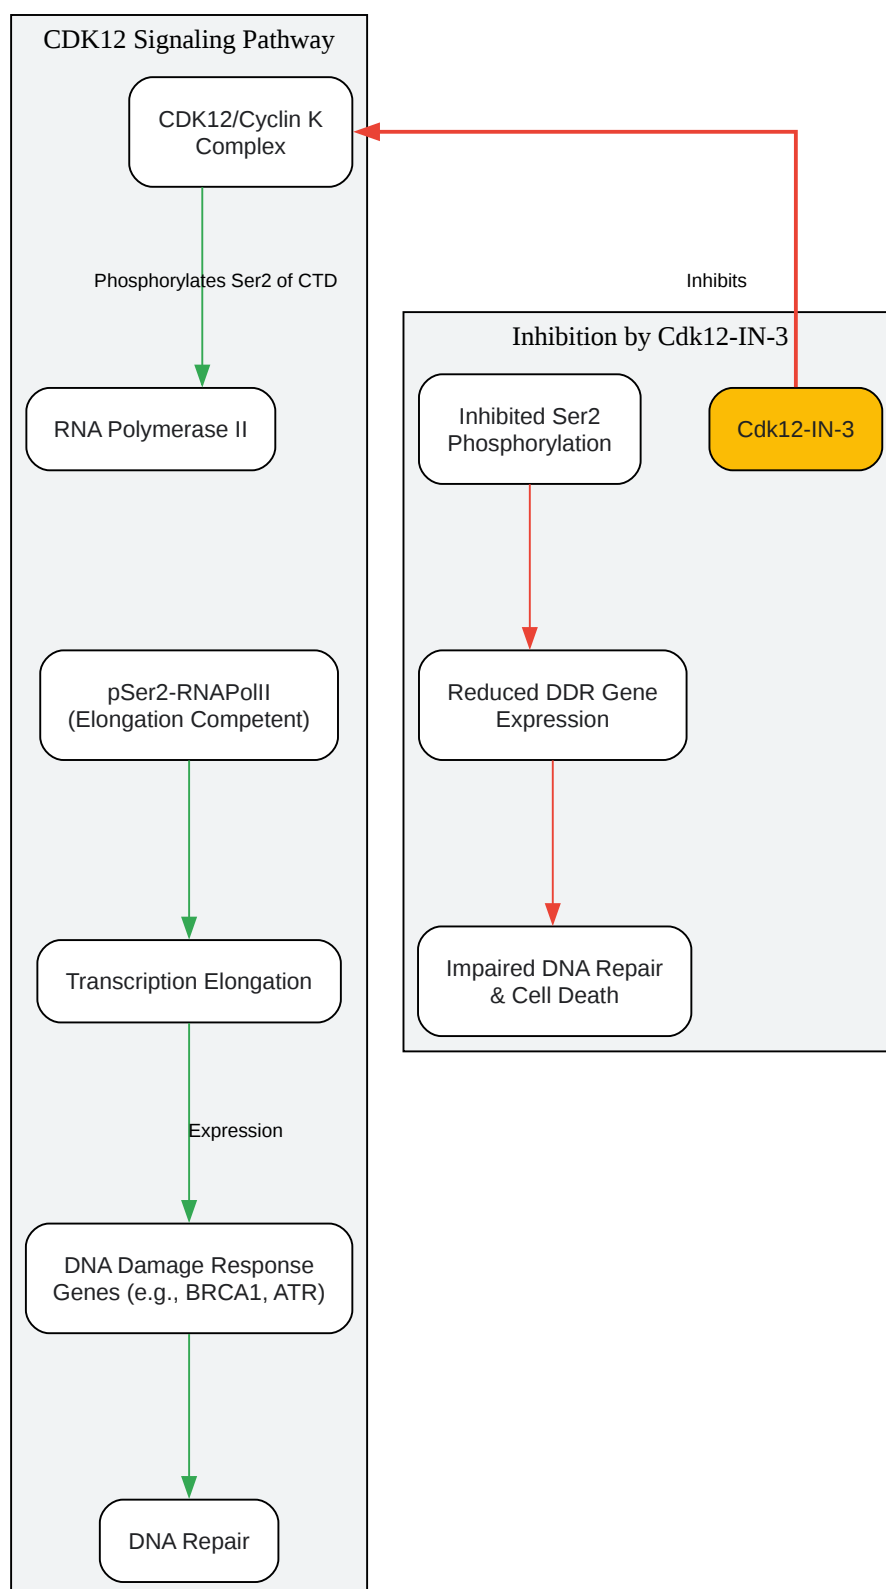 CDK12 Signaling Pathway
CDK12/Cyclin K
Complex
Phosphorylates Ser2 of CTD
RNA Polymerase II
pSer2-RNAPolII
(Elongation Competent)
Transcription Elongation
Expression
DNA Damage Response
Genes (e.g., BRCA1, ATR)
DNA Repair
Inhibits
Inhibition by Cdk12-IN-3
Cdk12-IN-3
Inhibited Ser2
Phosphorylation
Reduced DDR Gene
Expression
Impaired DNA Repair
& Cell Death